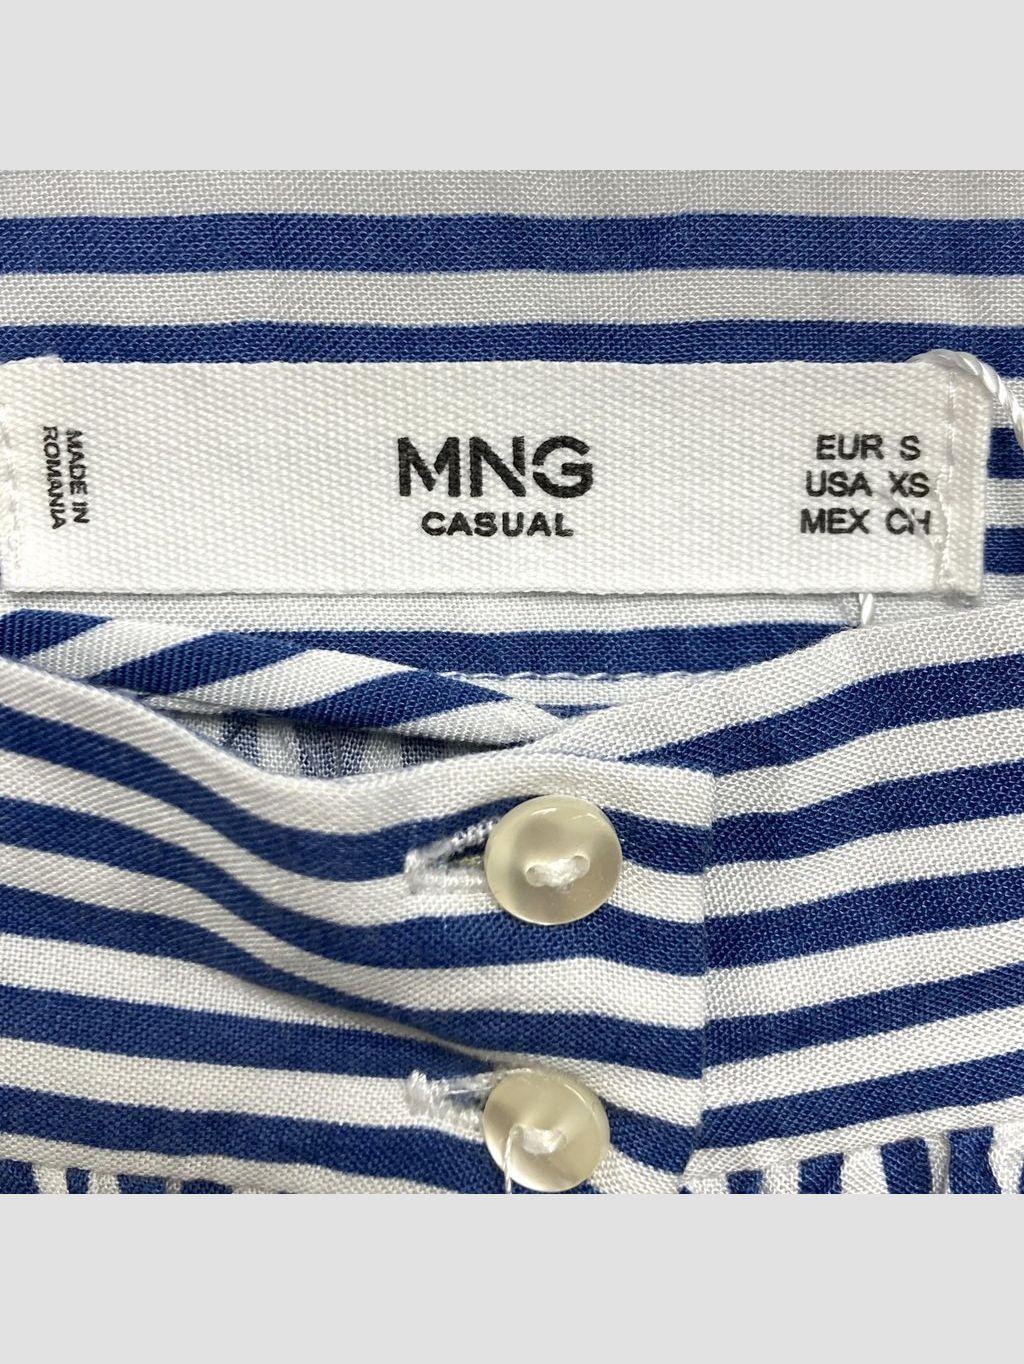 MADE IN
ROMANIA
MNG
CASUAL
EUR S
USA XS
MEX CH